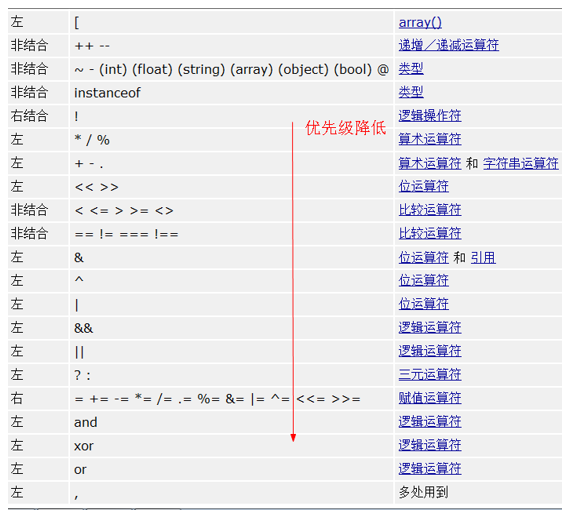 左 [ array()
非结合 ++ -- 递增／递减运算符
非结合 ~ - (int) (float) (string) (array) (object) (bool) @ 类型
非结合 instanceof 类型
右结合 ! 逻辑操作符
优先级降低
左 * / % 算术运算符
左 + - . 算术运算符 和 字符串运算符
左 << >> 位运算符
非结合 < <= > >= <> 比较运算符
非结合 == != === !== 比较运算符
左 & 位运算符 和 引用
左 ^ 位运算符
左 | 位运算符
左 && 逻辑运算符
左 || 逻辑运算符
左 ? : 三元运算符
右 = += -= *= /= .= %= &= |= ^= <<= >>= 赋值运算符
左 and 逻辑运算符
左 xor 逻辑运算符
左 or 逻辑运算符
左 , 多处用到